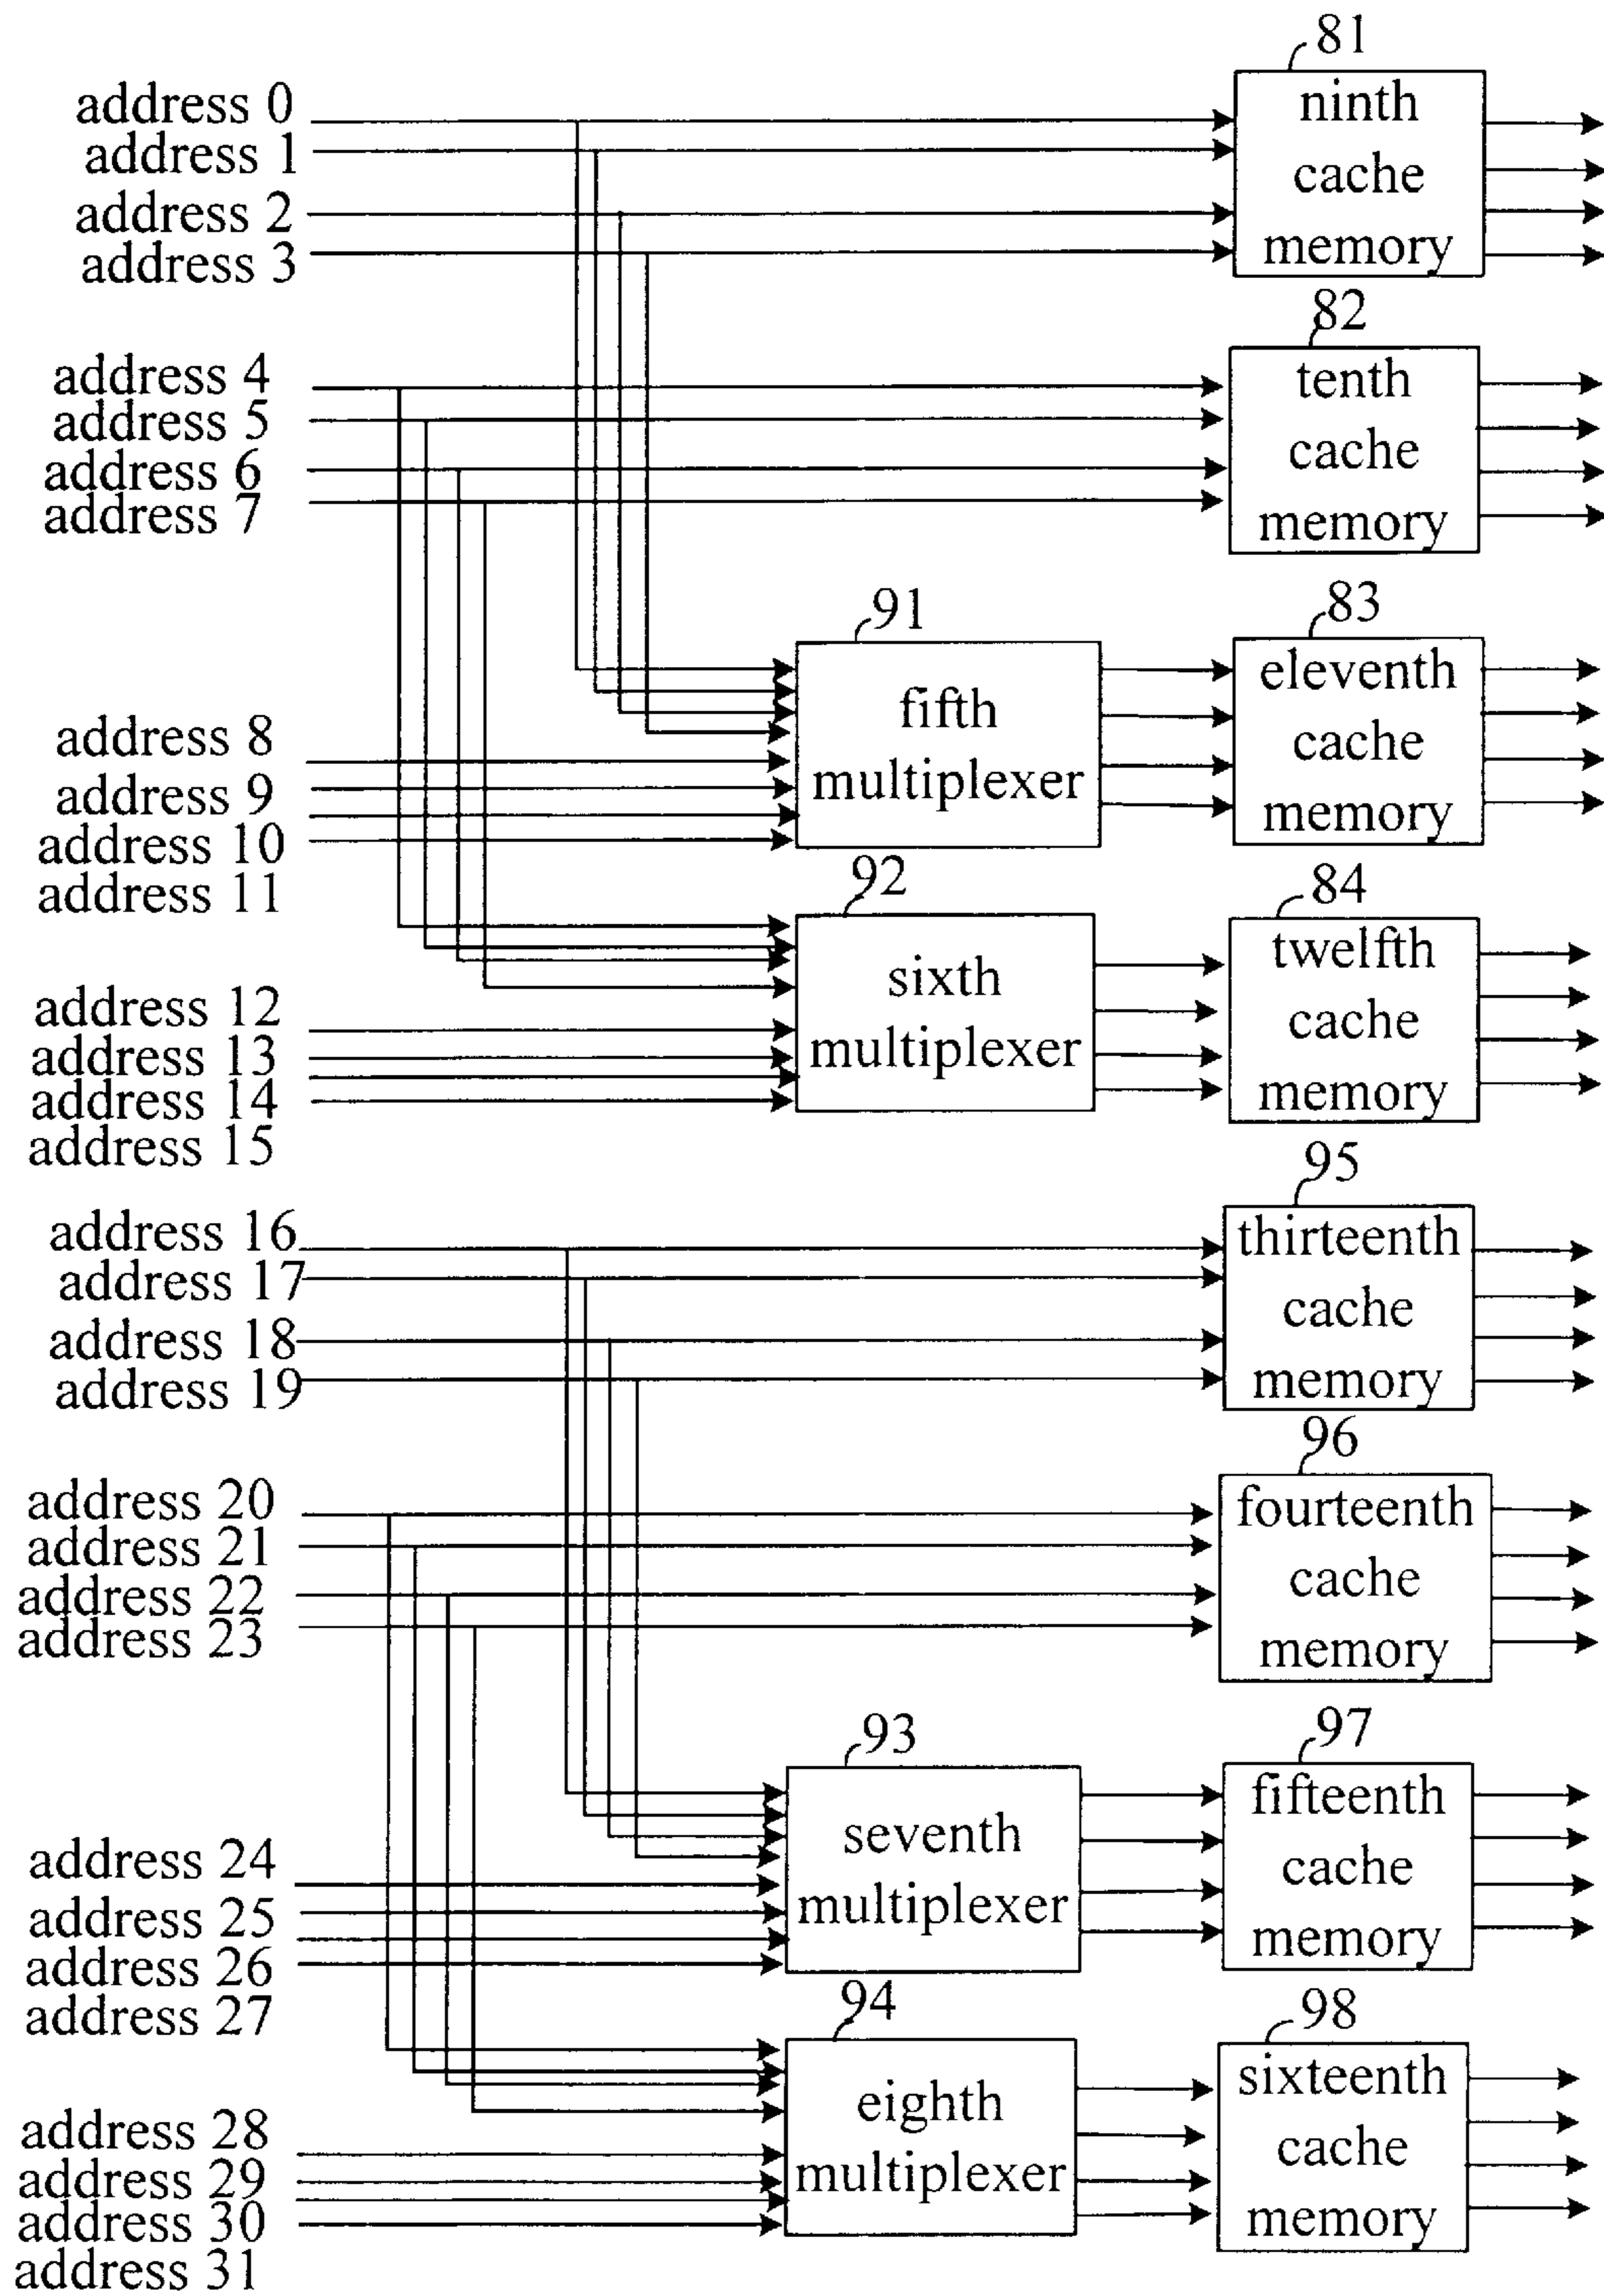 81
address 0
address 1
address 2
address 3
ninth
cache
memory
82
address 4
address 5
address 6
address 7
tenth
cache
memory
91
83
address 8
address 9
address 10
address 11
fifth
multiplexer
eleventh
cache
memory
92
84
address 12
address 13
address 14
address 15
sixth
multiplexer
twelfth
cache
memory
95
address 16
address 17
address 18
address 19
thirteenth
cache
memory
96
address 20
address 21
address 22
address 23
fourteenth
cache
memory
93
97
address 24
address 25
address 26
address 27
seventh
multiplexer
fifteenth
cache
memory
94
98
address 28
address 29
address 30
address 31
eighth
multiplexer
sixteenth
cache
memory